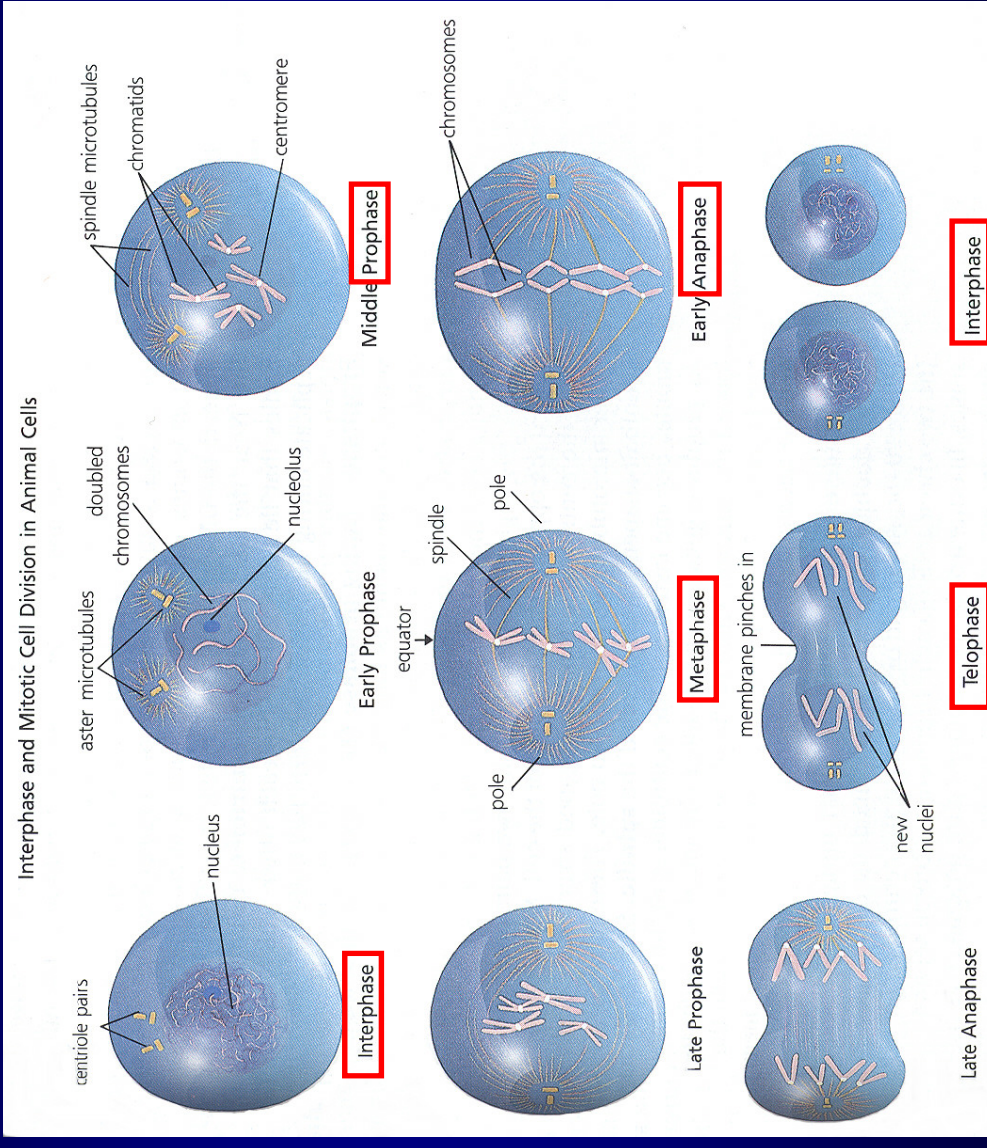 Interphase and Mitotic Cell Division in Animal Cells
centriole pairs
nucleus
Interphase
aster microtubules
doubled
chromosomes
nucleolus
Early Prophase
spindle microtubules
chromatids
centromere
Middle Prophase
Late Prophase
equator
spindle
pole
pole
Metaphase
chromosomes
Early Anaphase
Late Anaphase
membrane pinches in
new
nuclei
Telophase
Interphase